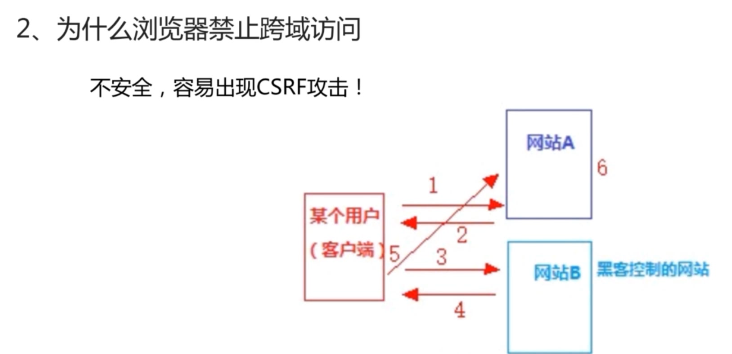 2、为什么浏览器禁止跨域访问
不安全，容易出现CSRF攻击！
网站A
6
1
某个用户
（客户端）
2
5
3
网站B
黑客控制的网站
4